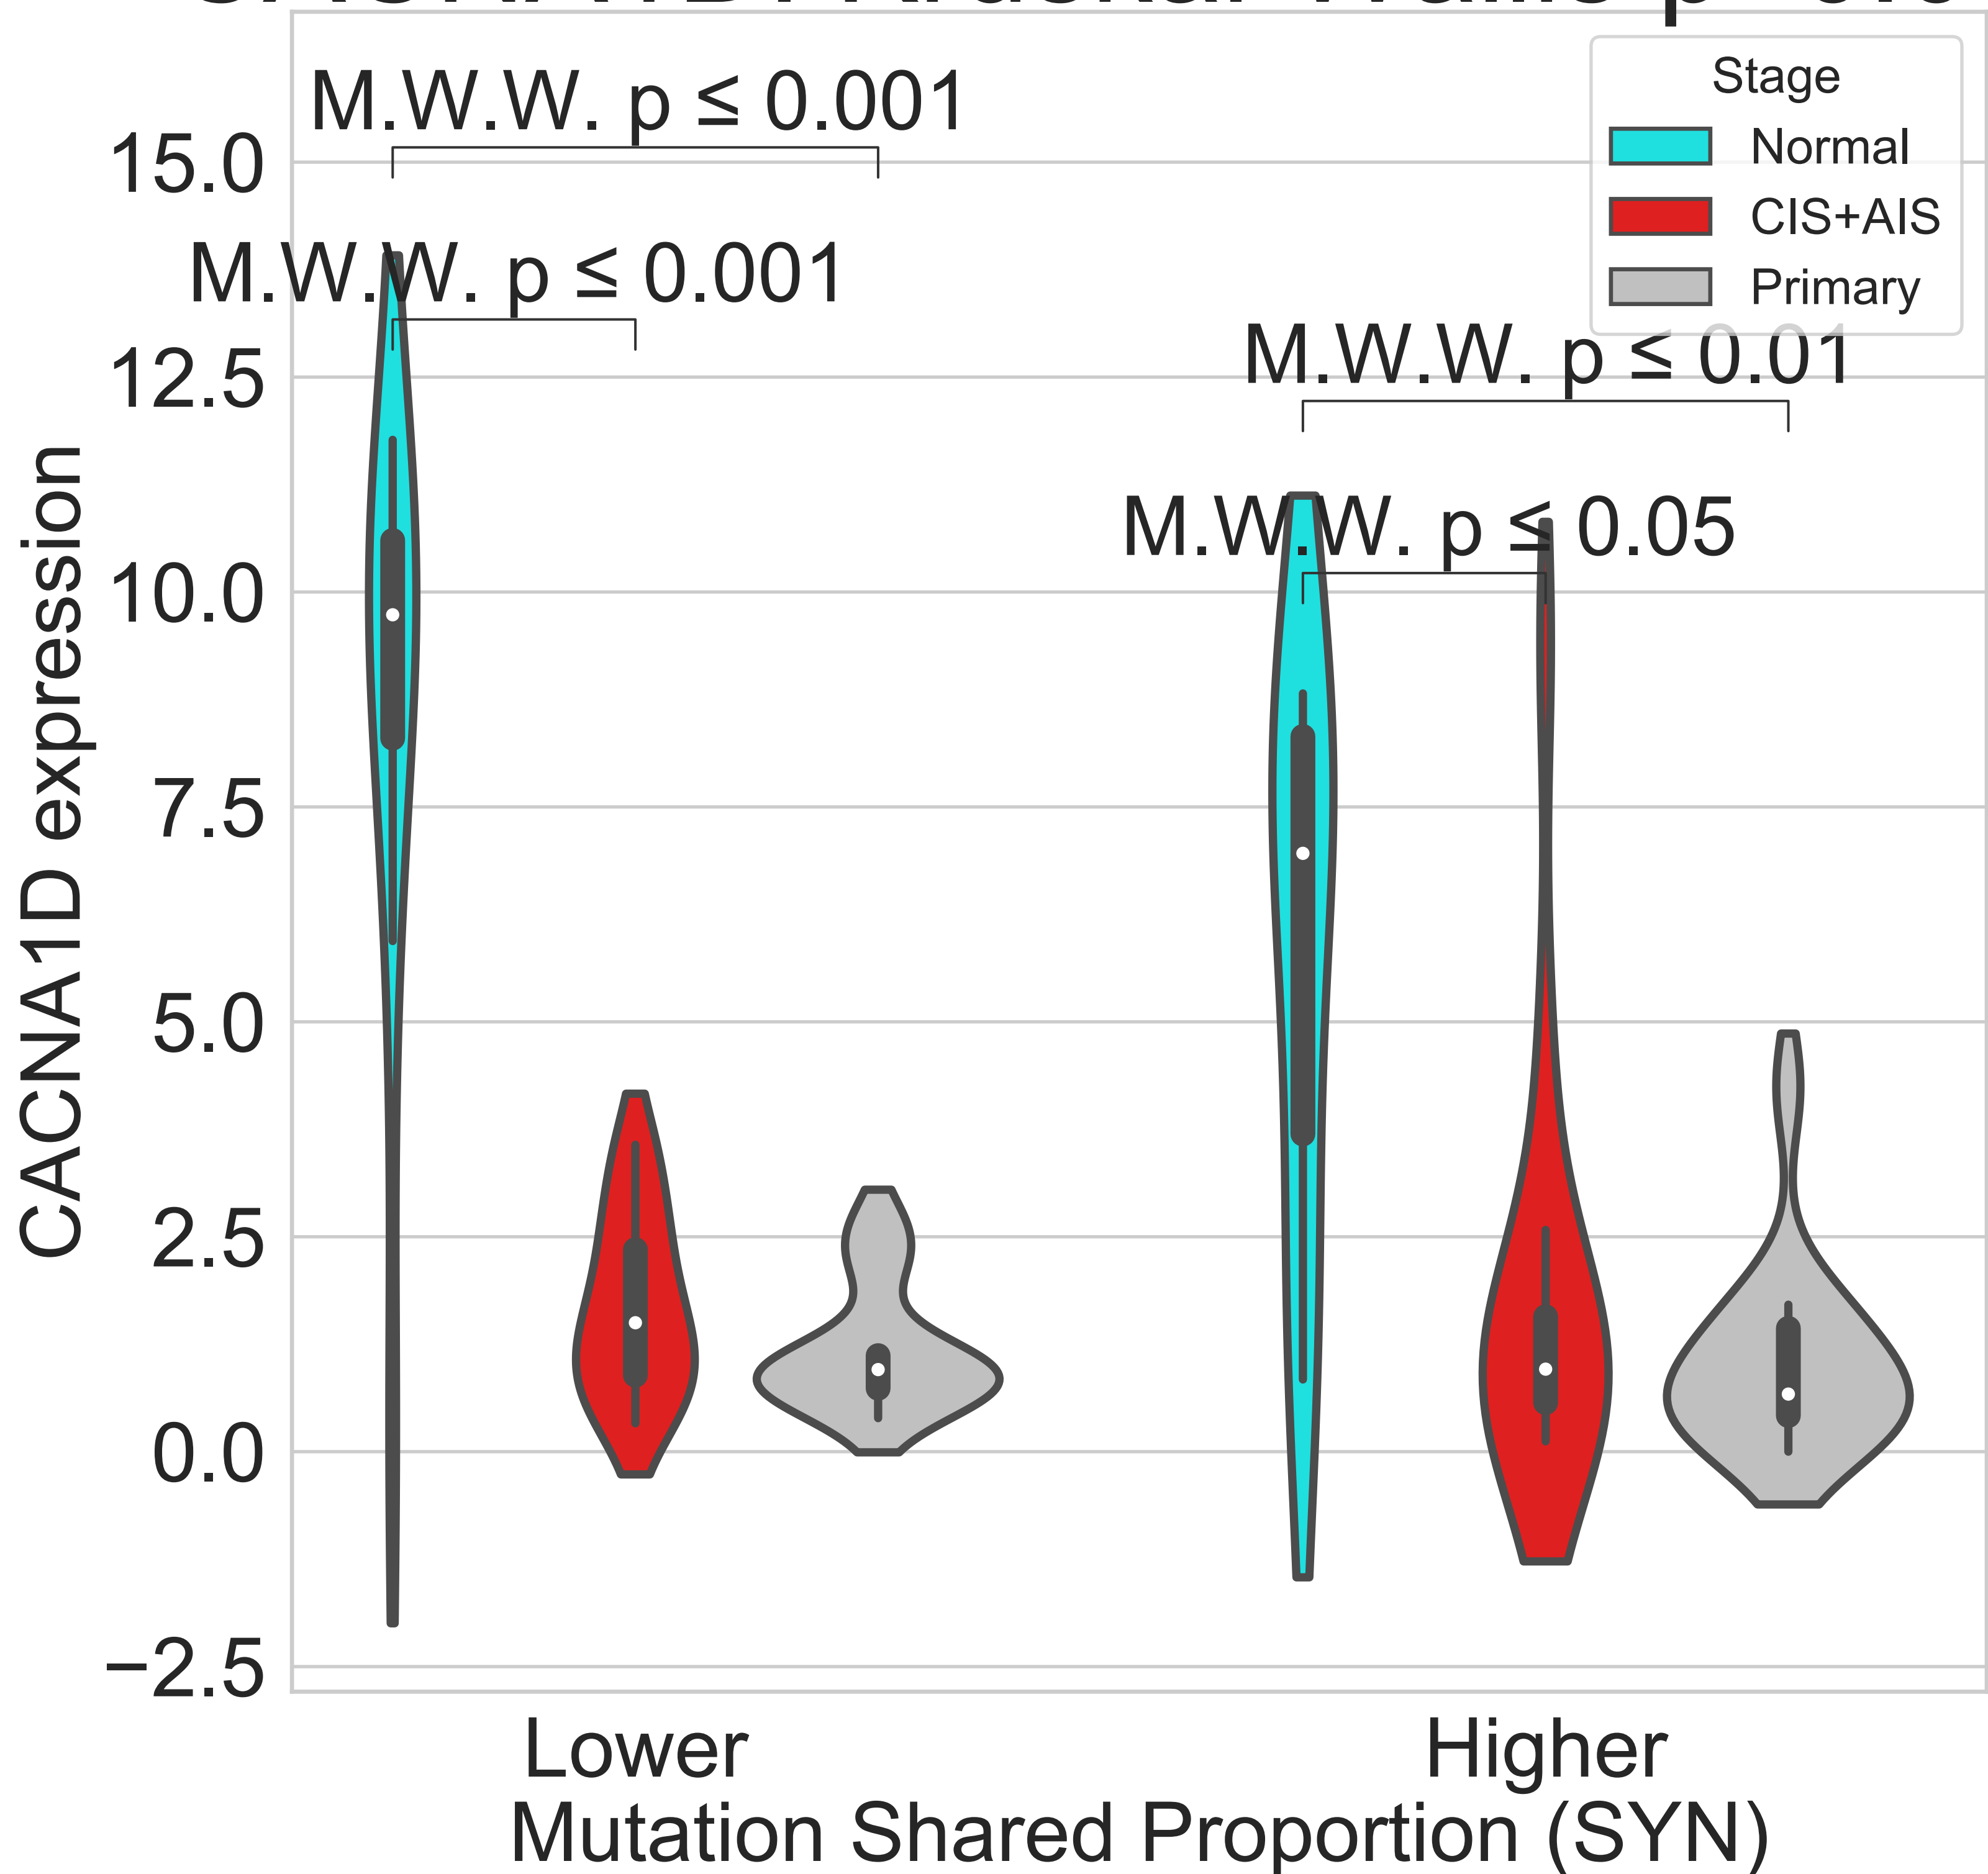 M.W.W. p ≤ 0.001
Stage
Normal
CIS+AIS
Primary
15.0
M.W.W. p ≤ 0.001
M.W.W. p ≤ 0.01
12.5
M.W.W. p ≤ 0.05
10.0
7.5
5.0
2.5
0.0
−2.5
CACNA1D expression
Lower
Higher
Mutation Shared Proportion (SYN)